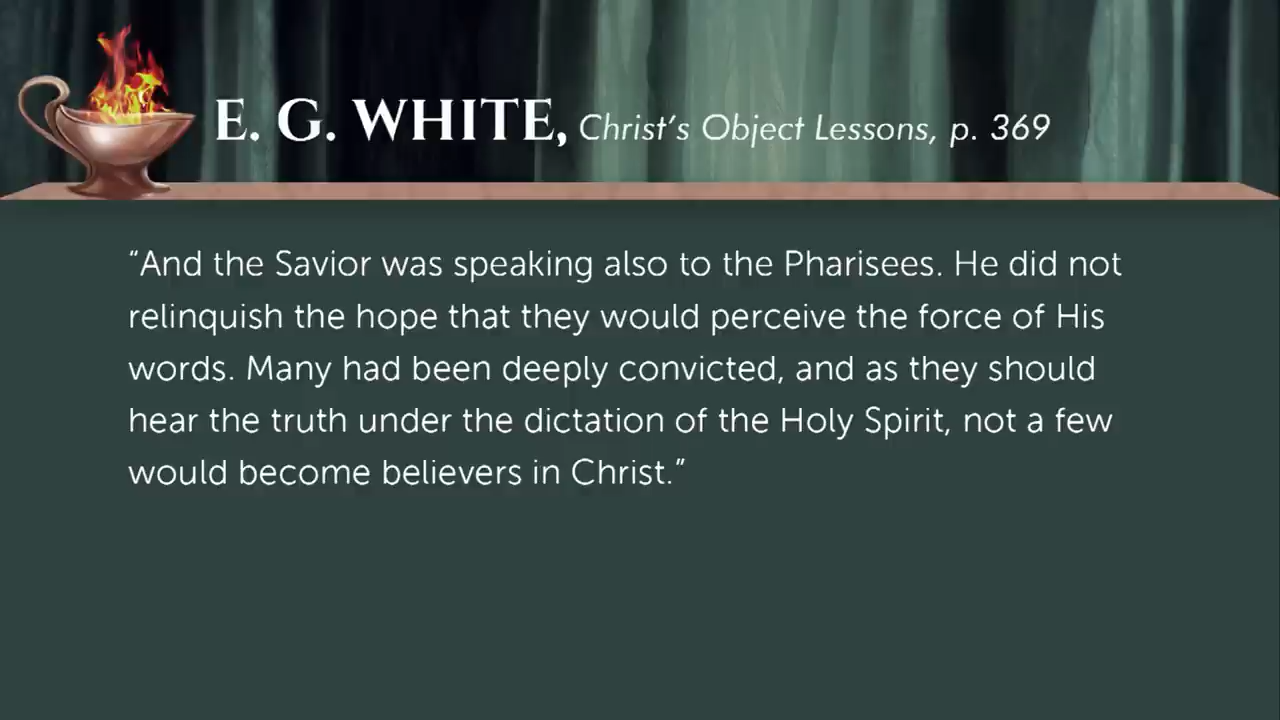 E. G. WHITE, Christ's Object Lessons, p. 369
“And the Savior was speaking also to the Pharisees. He did not
relinquish the hope that they would perceive the force of His
words. Many had been deeply convicted, and as they should
hear the truth under the dictation of the Holy Spirit, not a few
would become believers in Christ.”